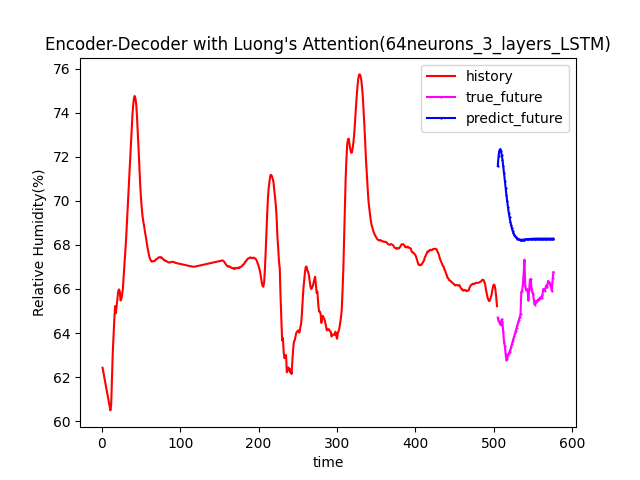 Encoder-Decoder with Luong's Attention(64neurons_3_layers_LSTM)
history
true_future
predict_future
Relative Humidity(%)
76
74
72
70
68
66
64
62
60
0 100 200 300 400 500 600
time